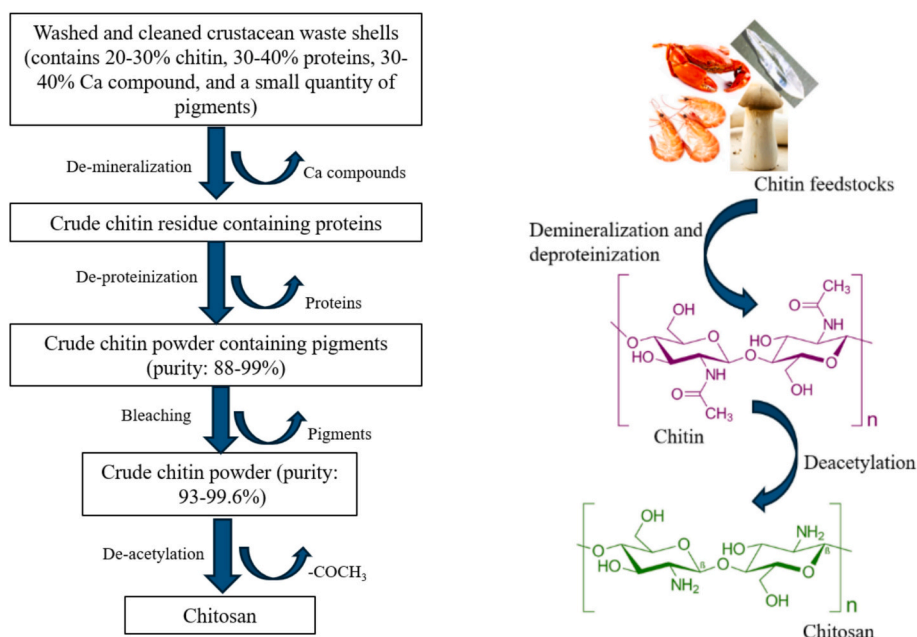 Washed and cleaned crustacean waste shells
(contains 20-30% chitin, 30-40% proteins, 30-
40% Ca compound, and a small quantity of
pigments)
De-mineralization
Ca compounds
Crude chitin residue containing proteins
De-proteinization
Proteins
Crude chitin powder containing pigments
(purity: 88-99%)
Bleaching
Pigments
Crude chitin powder (purity:
93-99.6%)
De-acetylation
-COCH₃
Chitosan
Chitin feedstocks
Demineralization and
deproteinization
CH₃
O
NH
OH
O
HO
O
O
HO
O
O
NH
OH
O
CH₃
n
Chitin
Deacetylation
OH
NH₂
O
HO
O
ß
O
HO
ß
O
O
NH₂
OH
n
Chitosan